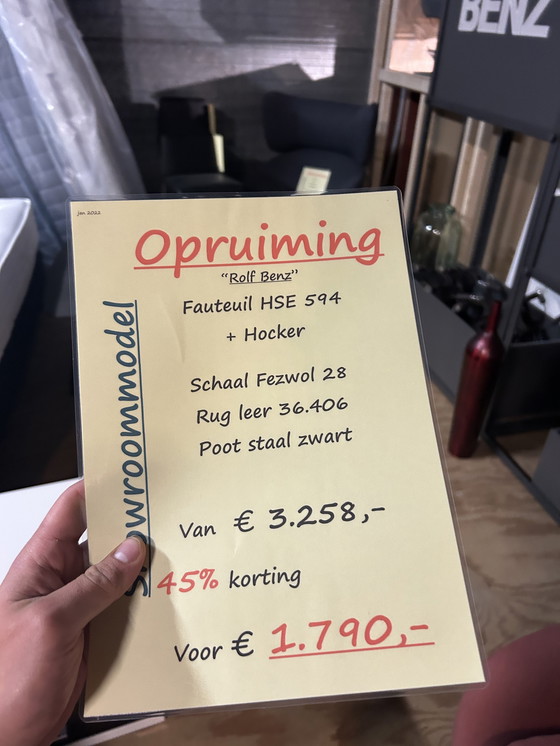 BENZ
jan 2022
Opruiming
"Rolf Benz"
Fauteuil HSE 594
+ Hocker
Schaal Fezwol 28
Rug leer 36.406
Poot staal zwart
Showroommodel
Van € 3.258,-
45% korting
Voor € 1.790,-